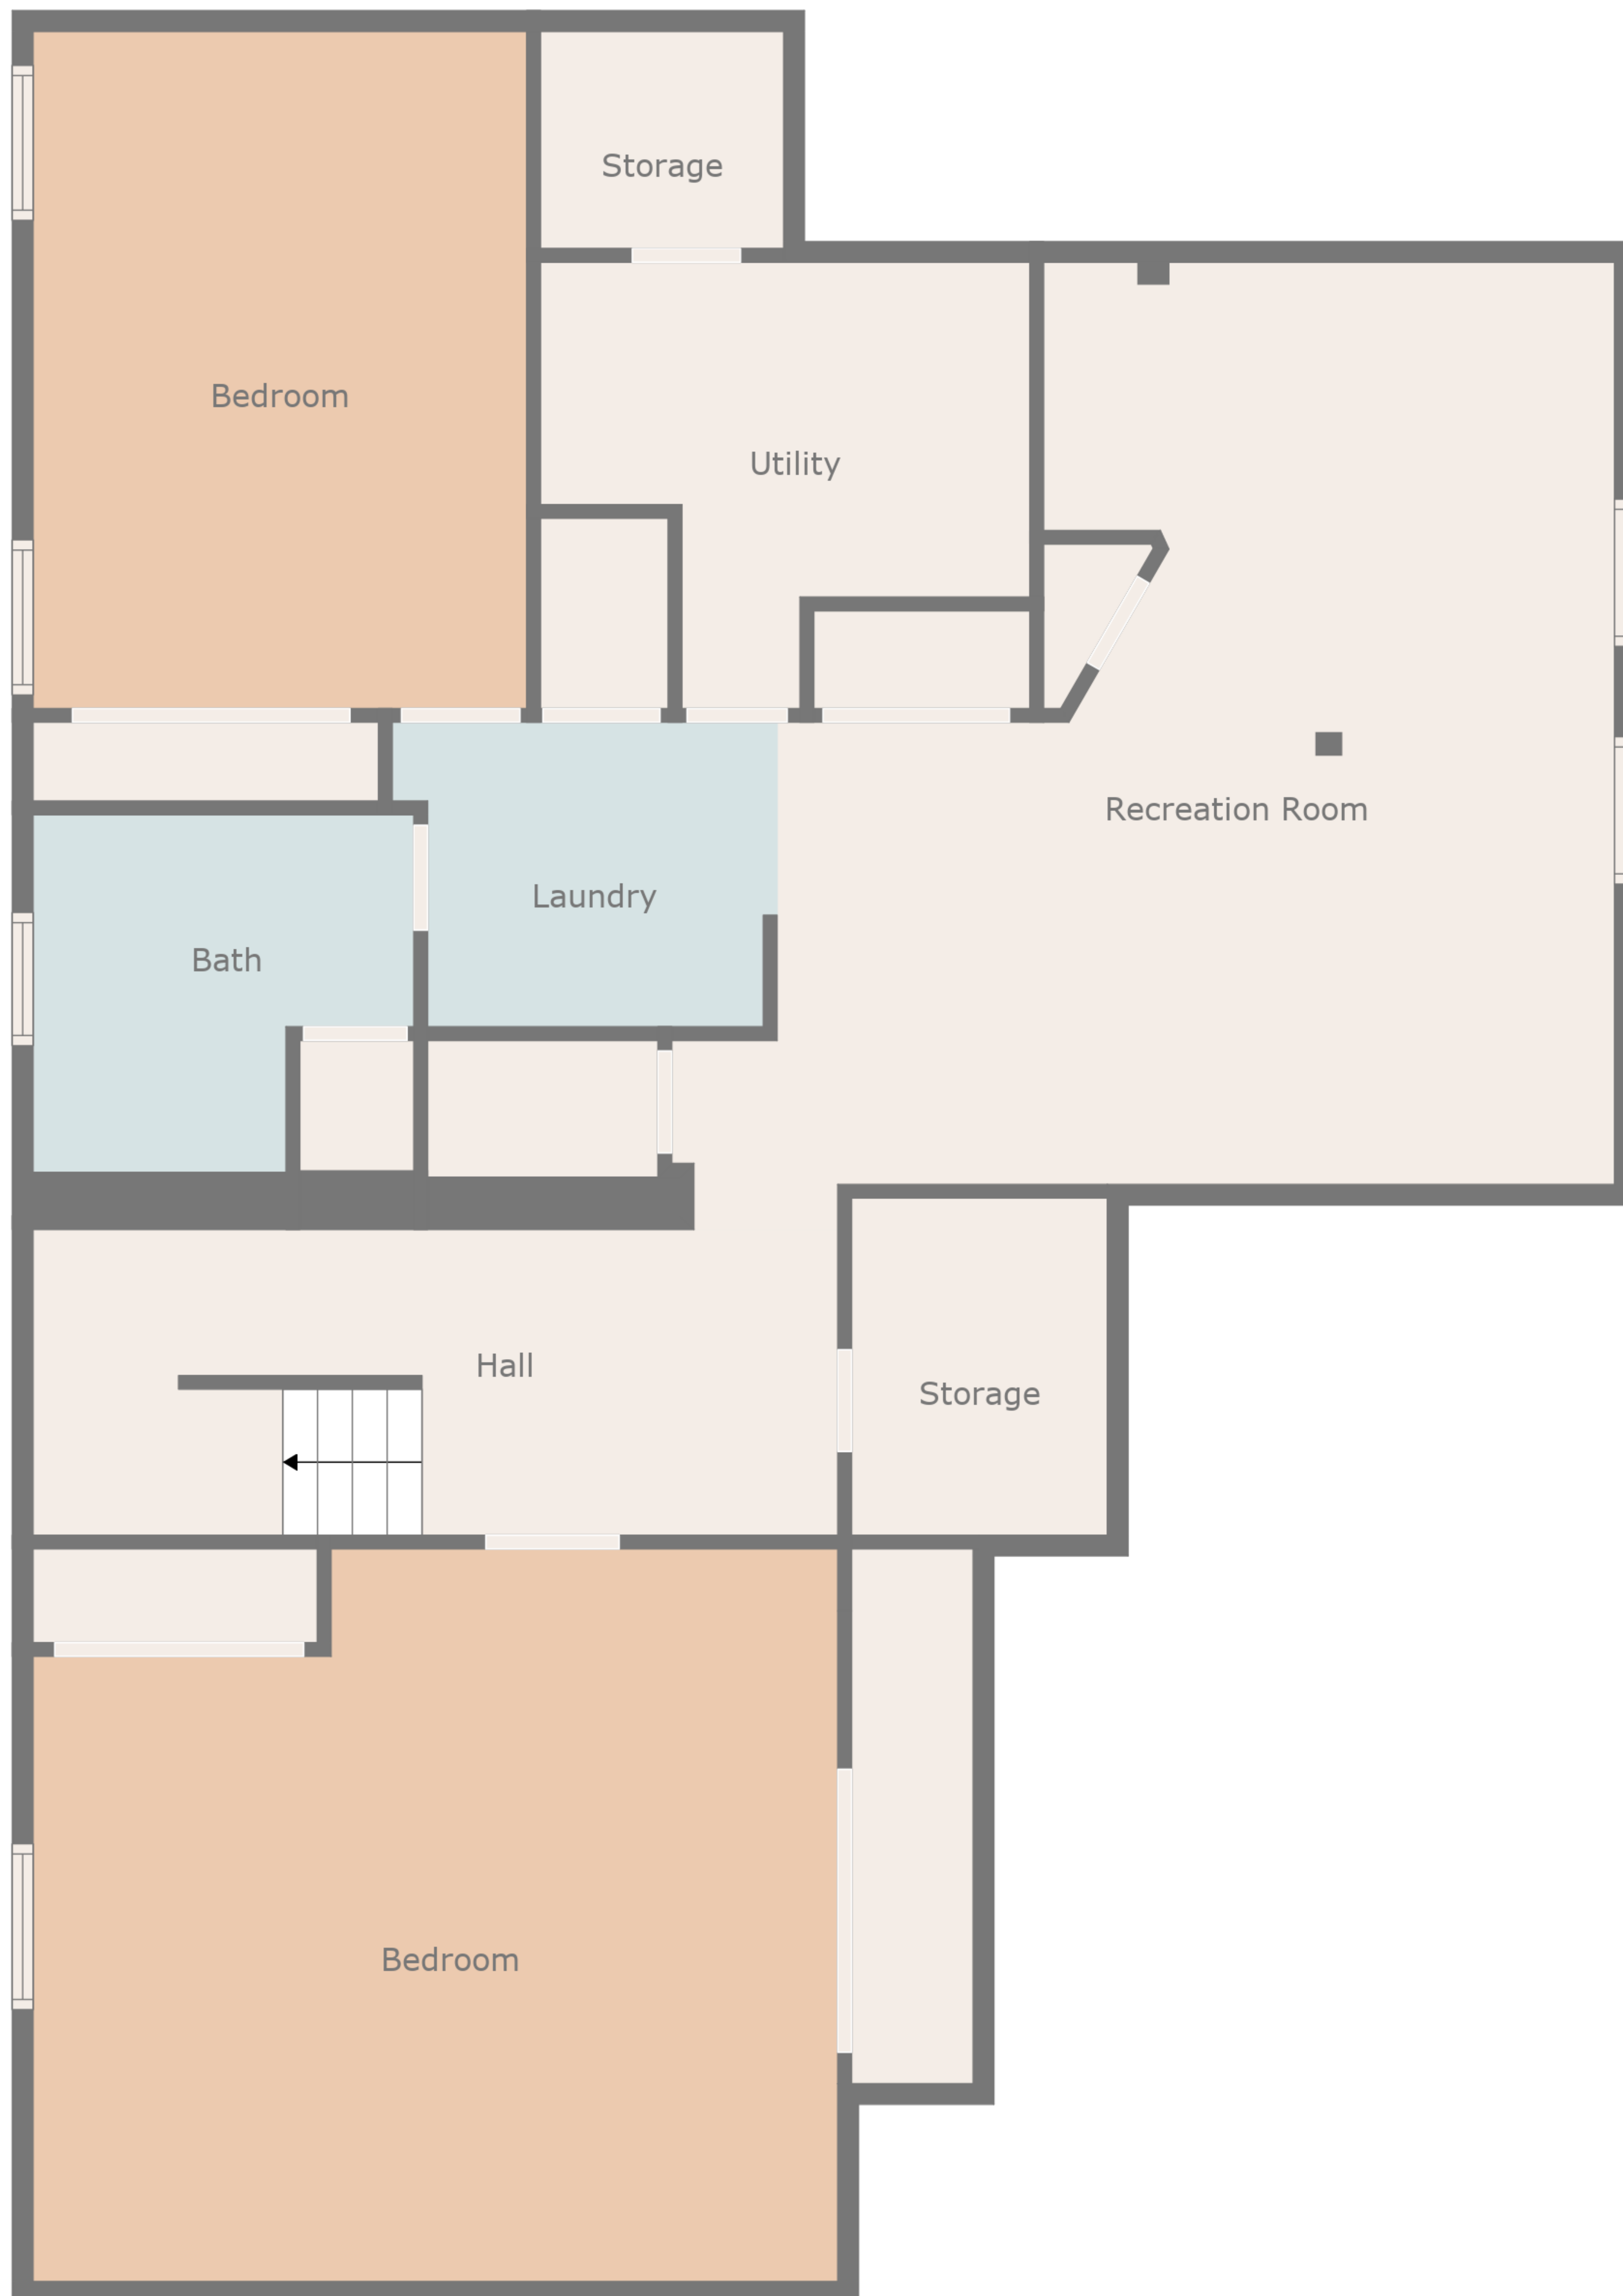 Storage
Bedroom
Utility
Recreation Room
Laundry
Bath
Hall
Storage
Bedroom